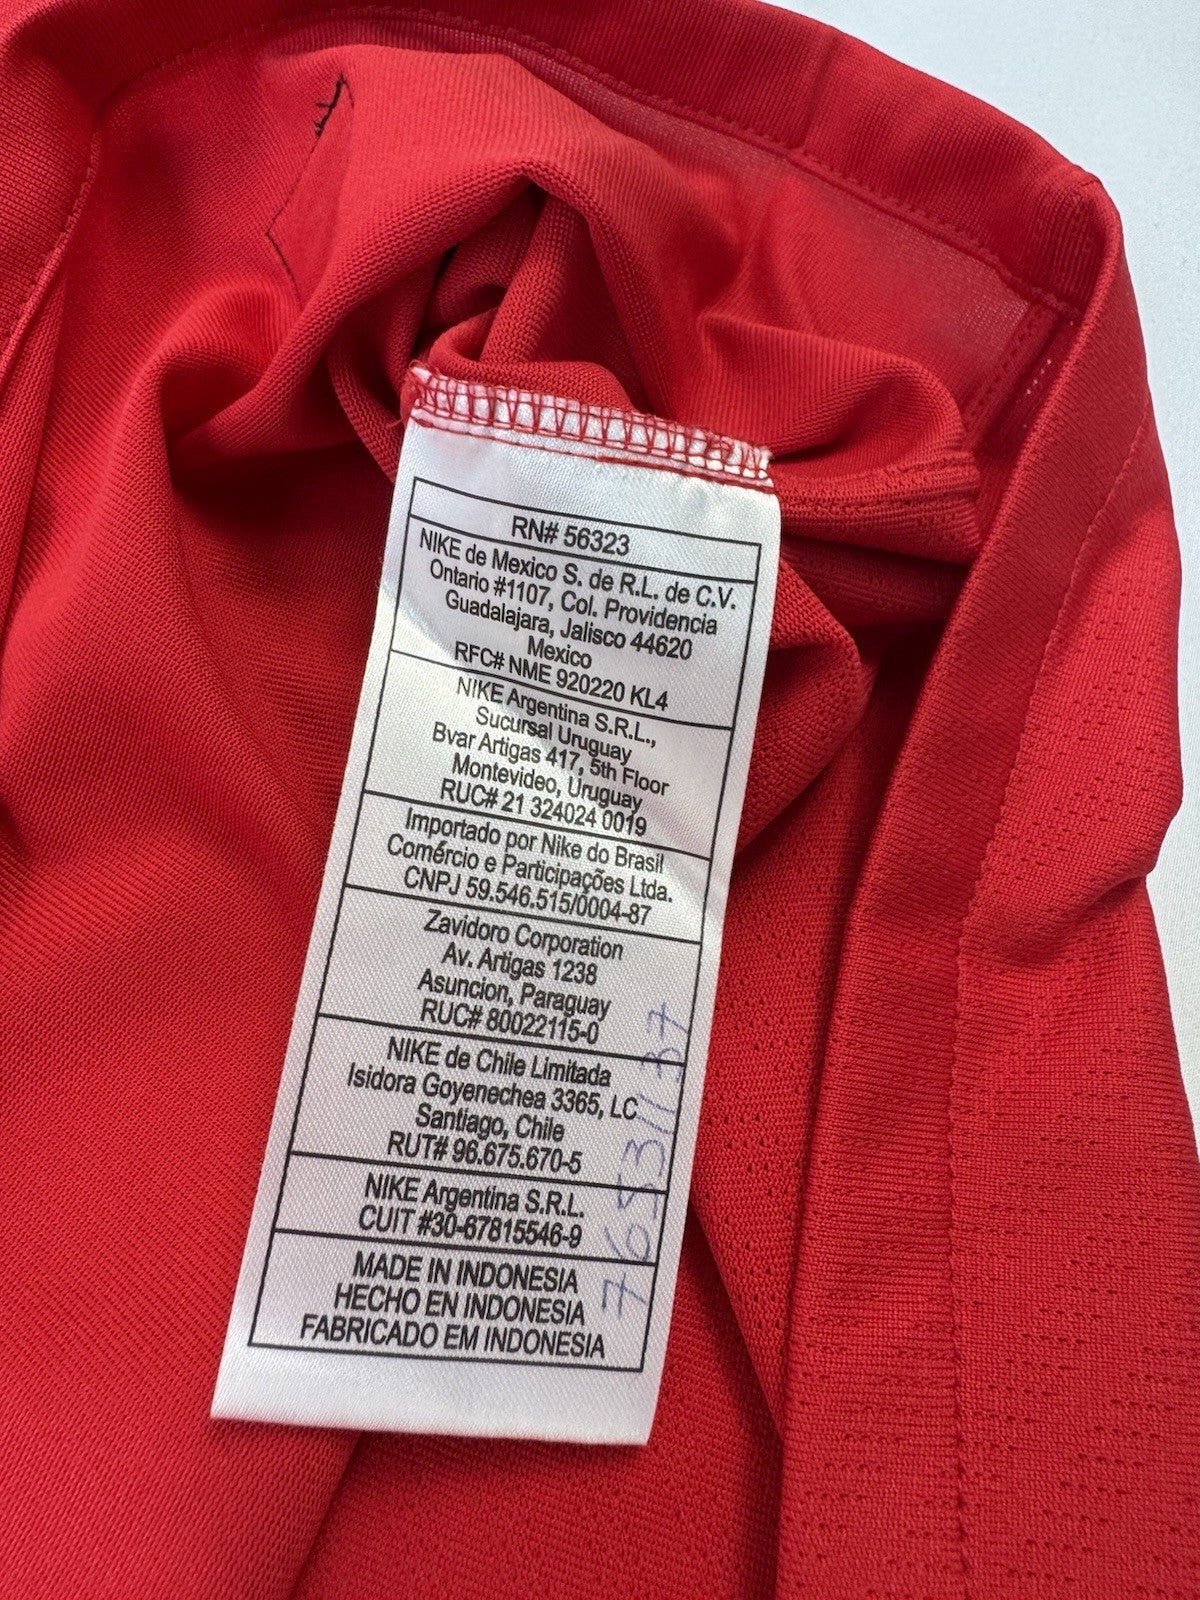 RN# 56323
NIKE de Mexico S. de R.L. de C.V.
Ontario #1107, Col. Providencia
Guadalajara, Jalisco 44620
Mexico
RFC# NME 920220 KL4
NIKE Argentina S.R.L.,
Sucursal Uruguay
Bvar Artigas 417, 5th Floor
Montevideo, Uruguay
RUC# 21 324024 0019
Importado por Nike do Brasil
Comércio e Participações Ltda.
CNPJ 59.546.515/0004-87
Zavidoro Corporation
Av. Artigas 1238
Asuncion, Paraguay
RUC# 80022115-0
NIKE de Chile Limitada
Isidora Goyenechea 3365, LC
Santiago, Chile
RUT# 96.675.670-5
NIKE Argentina S.R.L.
CUIT #30-67815546-9
MADE IN INDONESIA
HECHO EN INDONESIA
FABRICADO EM INDONESIA